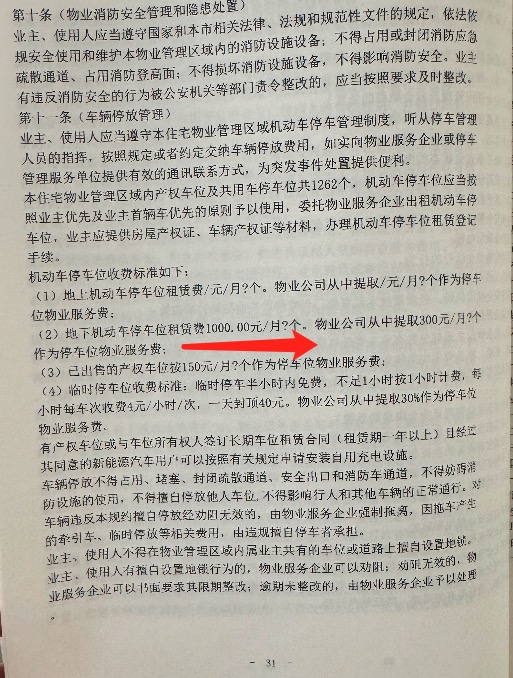 第十条（物业消防安全管理和隐患处置）
业主、使用人应当遵守国家和本市相关法律、法规和规范性文件的规定，依法依
规安全使用和维护本物业管理区域内的消防设施设备；不得占用或封闭消防应急
疏散通道、占用消防登高面；不得损坏消防设施设备，不得影响消防安全。业主
有违反消防安全的行为被公安机关等部门责令整改的，应当按照要求及时整改。
第十一条（车辆停放管理）
业主、使用人应当遵守本住宅物业管理区域机动车停车管理制度，听从停车管理
人员的指挥，按照规定或者约定交纳车辆停放费用，如实向物业服务企业或停车
管理服务单位提供有效的通讯联系方式，为突发事件处置提供便利。
本住宅物业管理区域内产权车位及共用车停车位共1262个，机动车停车位应当按
照业主优先及业主首辆车优先的原则予以使用，委托物业服务企业出租机动车停
车位，业主应提供房屋产权证、车辆产权证等材料，办理机动车停车位租赁登记
手续。
机动车停车位收费标准如下：
（1）地上机动车停车位租赁费/元/月?个。物业公司从中提取/元/月?个作为停车
位物业服务费；
（2）地下机动车停车位租赁费1000.00元/月?个。物业公司从中提取300元/月?个
作为停车位物业服务费；
（3）已出售的产权车位按150元/月?个作为停车位物业服务费；
（4）临时停车位收费标准：临时停车半小时内免费，不足1小时按1小时计费，每
小时每车次收费4元/小时/次，一天到顶40元。物业公司从中提取30%作为停车位
物业服务费。
有产权车位或与车位所有权人签订长期车位租赁合同（租赁期一年以上）且经过
其同意的新能源汽车用户可以按照有关规定申请安装自用充电设施。
车辆停放不得占用、堵塞、封闭疏散通道、安全出口和消防车通道，不得妨碍消
防设施的使用，不得擅自停放他人车位,不得影响行人和其他车辆的正常通行。对
车辆违反本规约擅自停放经劝阻无效的，由物业服务企业强制拖离，因拖车产生
的牵引车、临时停放等相关费用，由违规擅自停车者承担。
业主、使用人不得在物业管理区域内属业主共有的车位或道路上擅自设置地锁。
业主、使用人有擅自设置地锁行为的，物业服务企业可以劝阻；劝阻无效的，物
业服务企业可以书面要求其限期整改；逾期未整改的，由物业服务企业予以处理
。
- 31 -